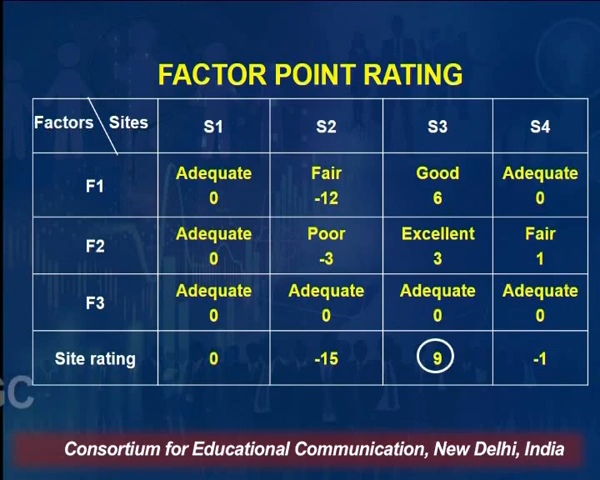 FACTOR POINT RATING
Factors Sites S1 S2 S3 S4
F1 Adequate Fair Good Adequate
0 -12 6 0
F2 Adequate Poor Excellent Fair
0 -3 3 1
F3 Adequate Adequate Adequate Adequate
0 0 0 0
Site rating 0 -15 9 -1
GC
Consortium for Educational Communication, New Delhi, India